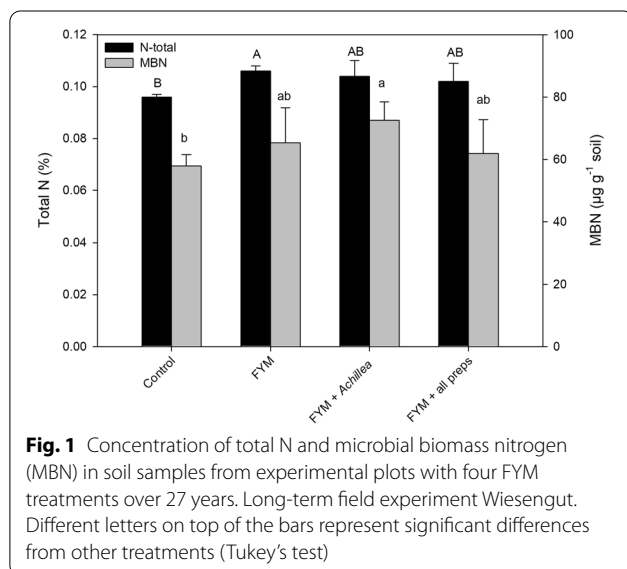 0.12
0.10
0.08
0.06
0.04
0.02
0.00
Total N (%)
N-total
MBN
B
b
A
ab
AB
a
AB
ab
100
80
60
40
20
0
MBN (µg g-1 soil)
Control
FYM
FYM + Achillea
FYM + all preps
Fig. 1 Concentration of total N and microbial biomass nitrogen
(MBN) in soil samples from experimental plots with four FYM
treatments over 27 years. Long-term field experiment Wiesengut.
Different letters on top of the bars represent significant differences
from other treatments (Tukey’s test)